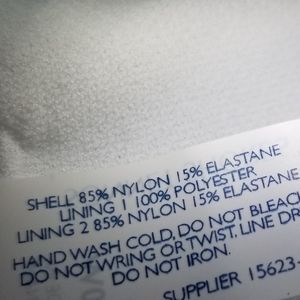 SHELL 85% NYLON 15% ELASTANE
LINING 1 100% POLYESTER
LINING 2 85% NYLON 15% ELASTANE
HAND WASH COLD, DO NOT BLEACH
DO NOT WRING OR TWIST. LINE DR
DO NOT IRON.
SUPPLIER 15623-